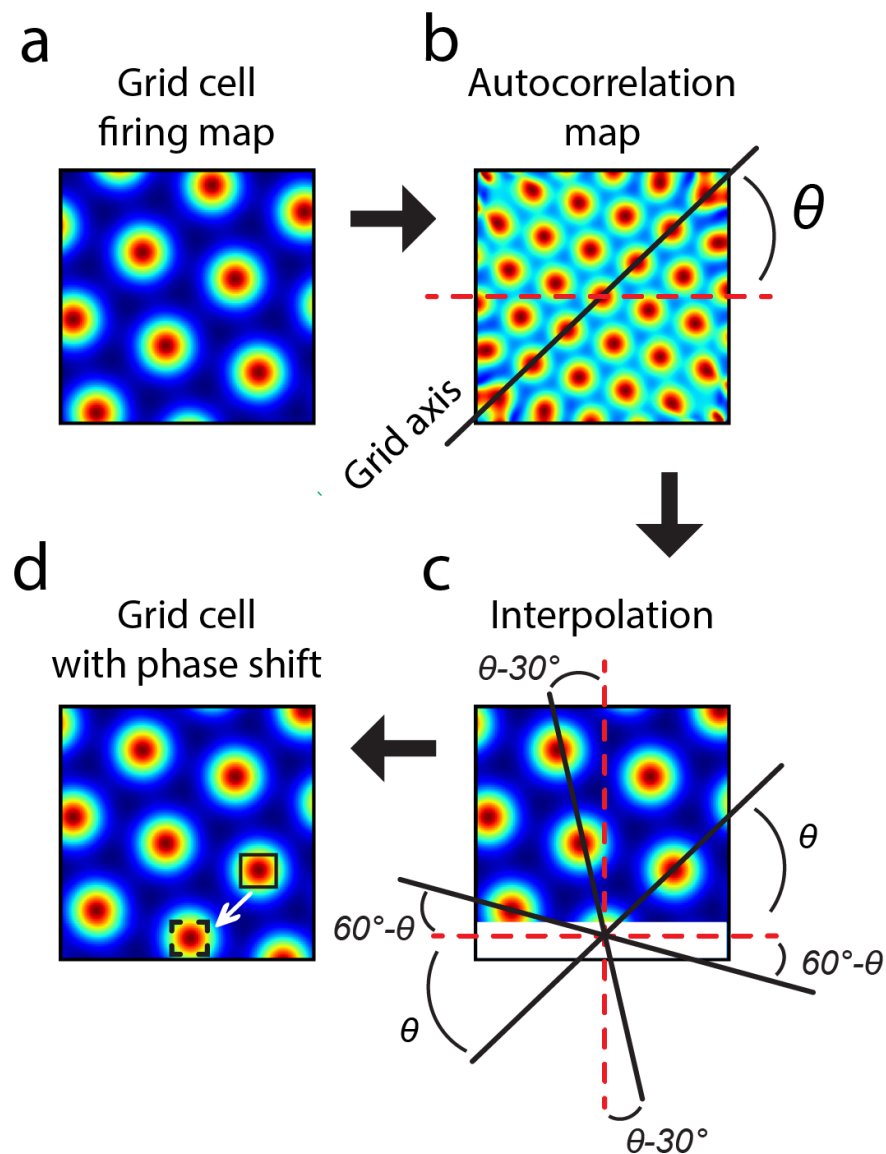 a
Grid cell
firing map
b
Autocorrelation
map
θ
Grid axis
d
Grid cell
with phase shift
c
Interpolation
θ-30°
θ
60°-θ
60°-θ
θ
θ-30°